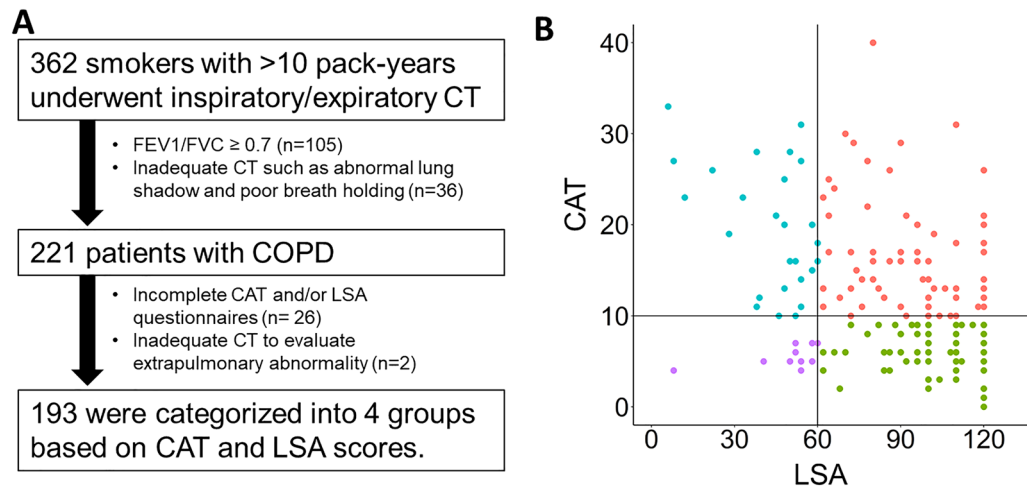 A
362 smokers with >10 pack-years
underwent inspiratory/expiratory CT
• FEV1/FVC ≥ 0.7 (n=105)
• Inadequate CT such as abnormal lung
shadow and poor breath holding (n=36)
221 patients with COPD
• Incomplete CAT and/or LSA
questionnaires (n= 26)
• Inadequate CT to evaluate
extrapulmonary abnormality (n=2)
193 were categorized into 4 groups
based on CAT and LSA scores.
B
40
30
20
10
0
CAT
0 30 60 90 120
LSA